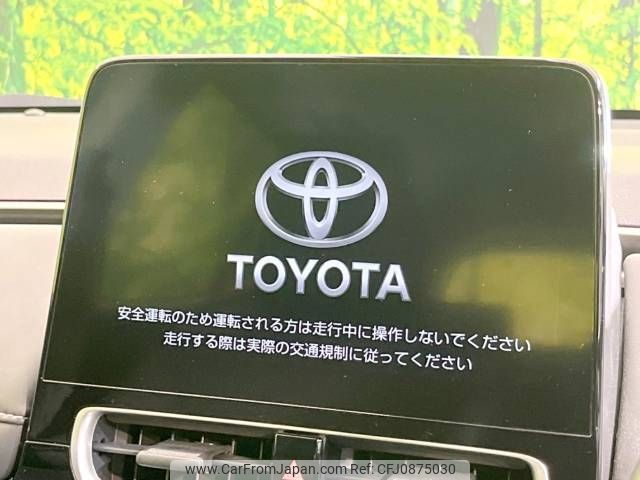 TOYOTA
安全運転のため運転される方は走行中に操作しないでください
走行する際は実際の交通規制に従ってください
www.CarFromJapan.com | REF NO: CFJ0875030